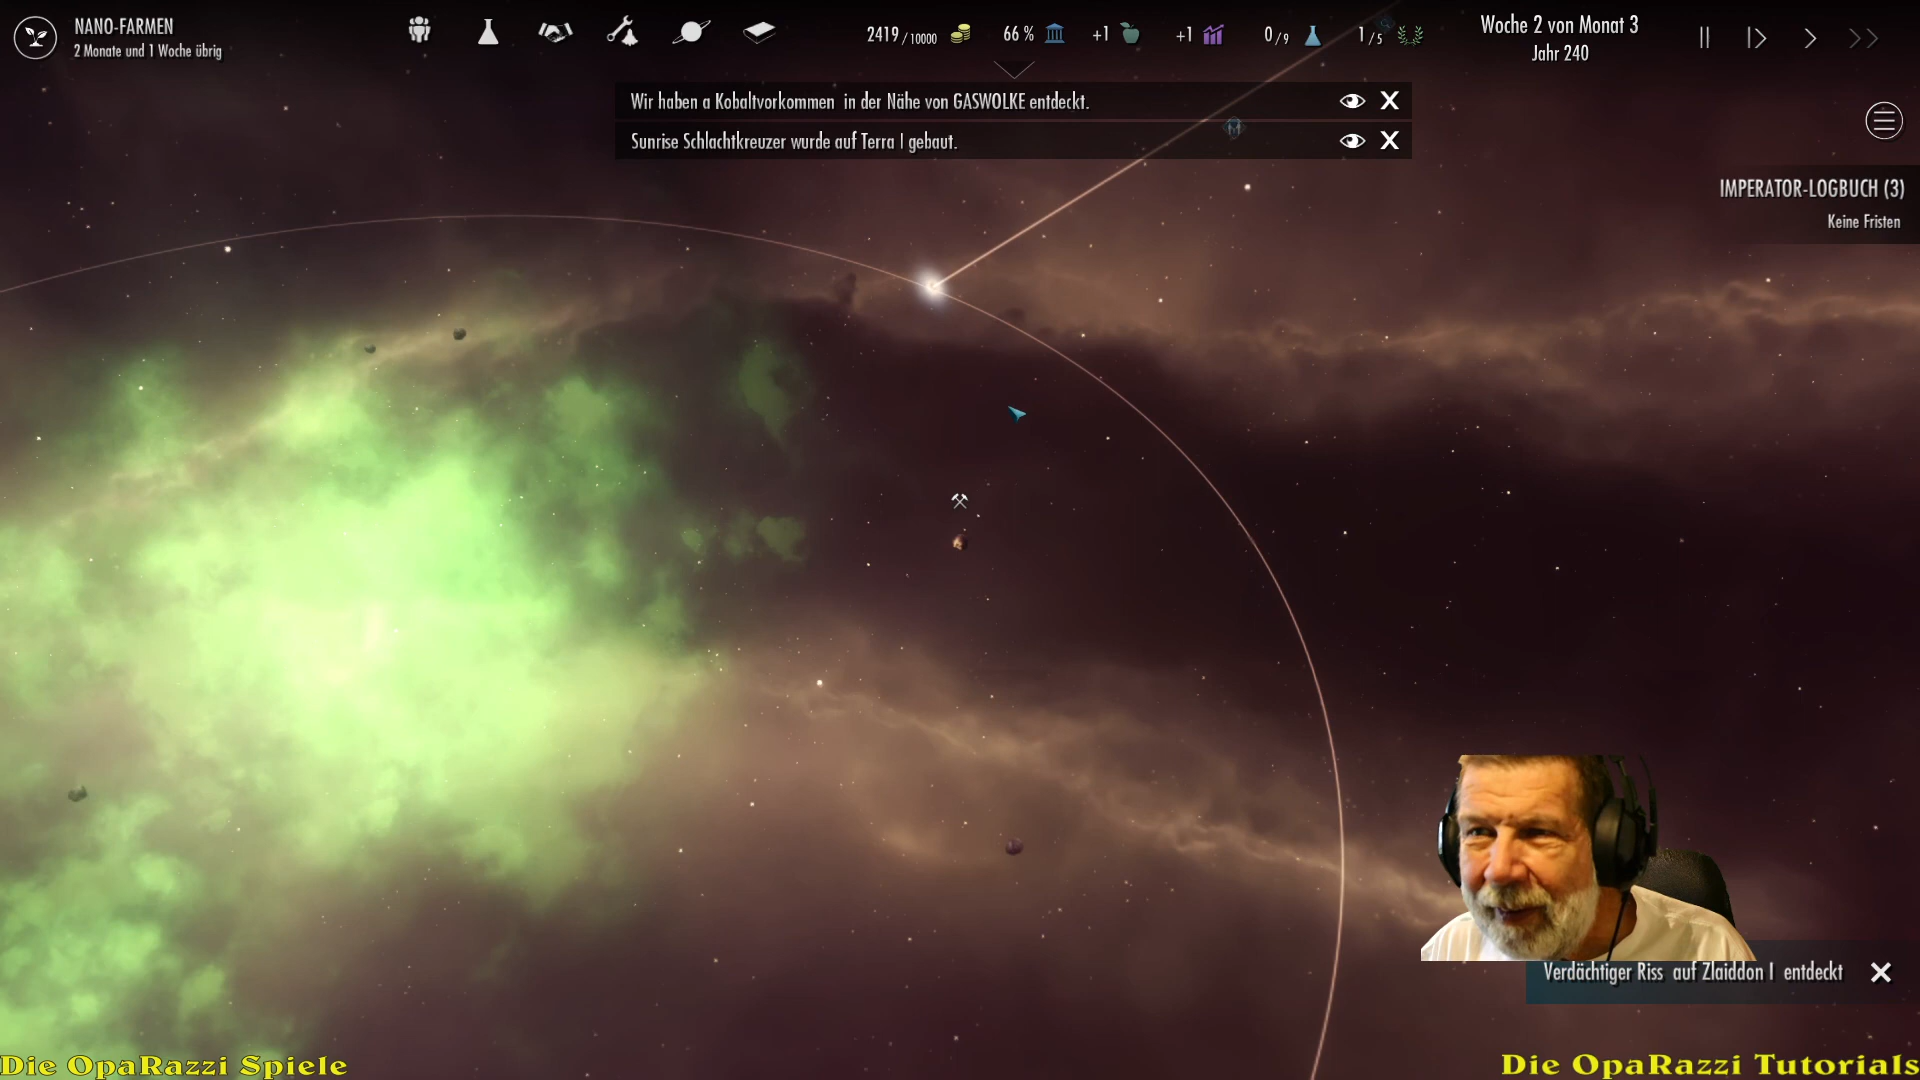 NANO-FARMEN
2 Monate und 1 Woche übrig
2419/10000
66 %
+1
+1
0/9
1/5
Woche 2 von Monat 3
Jahr 240
Wir haben a Kobaltvorkommen in der Nähe von GASWOLKE entdeckt.
X
Sunrise Schlachtkreuzer wurde auf Terra I gebaut.
X
IMPERATOR-LOGBUCH (3)
Keine Fristen
Verdächtiger Riss auf Zlaiddon I entdeckt
X
Die OpaRazzi Spiele
Die OpaRazzi Tutorials